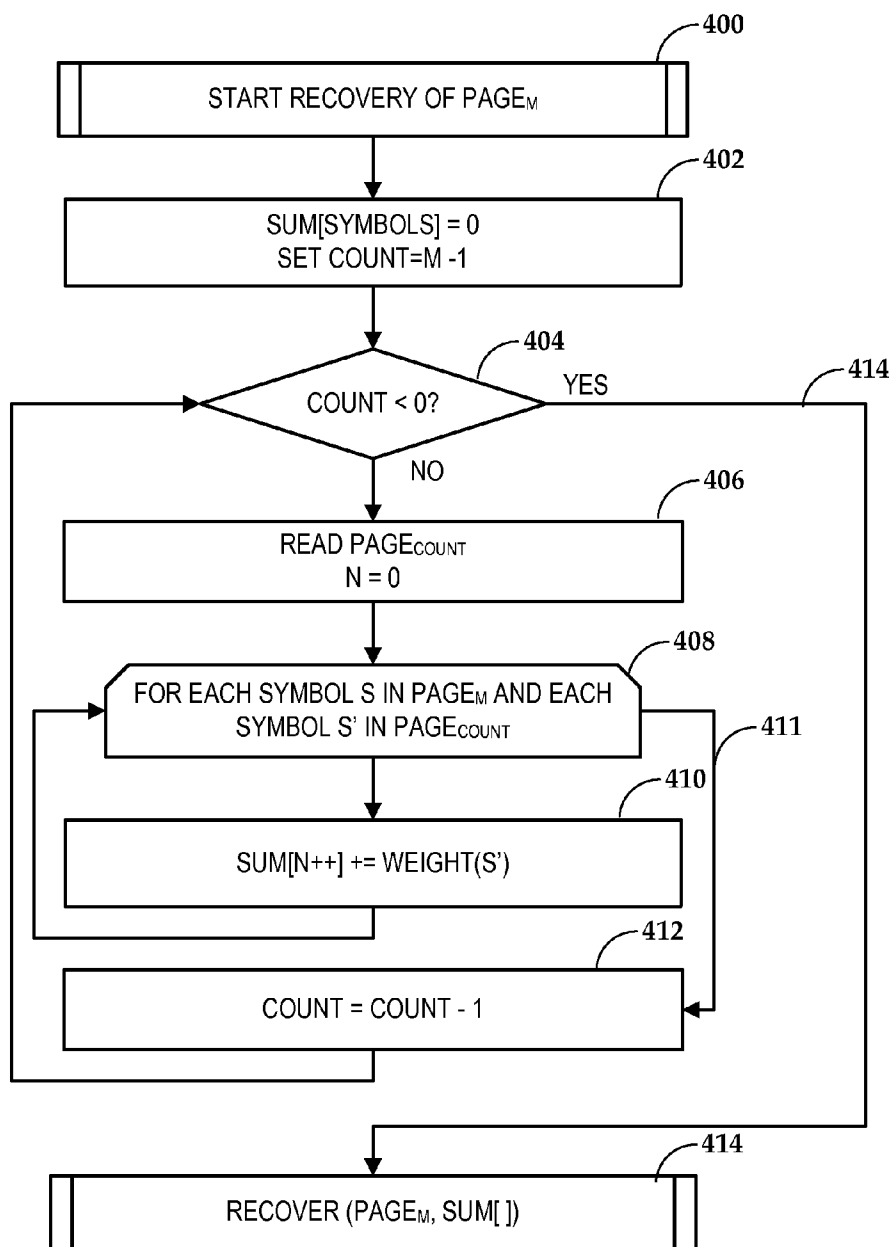 400
START RECOVERY OF PAGEM
402
SUM[SYMBOLS] = 0
SET COUNT=M -1
404
414
COUNT < 0?
YES
NO
406
READ PAGECOUNT
N = 0
408
FOR EACH SYMBOL S IN PAGEM AND EACH
SYMBOL S’ IN PAGECOUNT
411
410
SUM[N++] += WEIGHT(S’)
412
COUNT = COUNT - 1
414
RECOVER (PAGEM, SUM[ ])